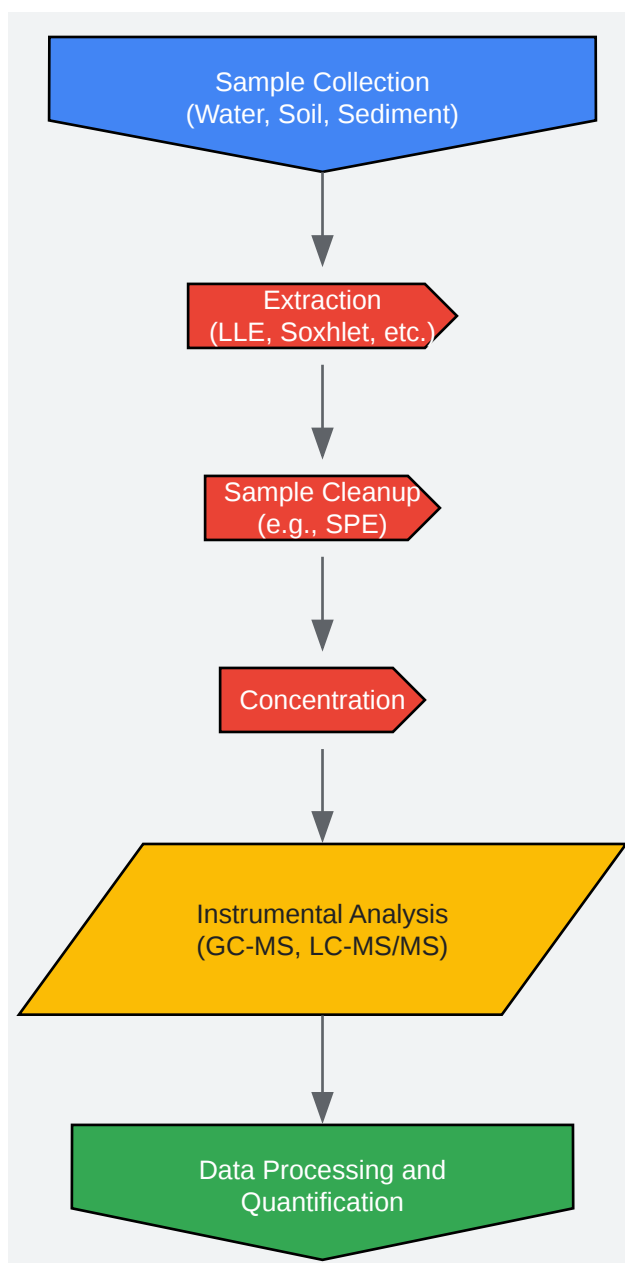 Sample Collection
(Water, Soil, Sediment)
Extraction
(LLE, Soxhlet, etc.)
Sample Cleanup
(e.g., SPE)
Concentration
Instrumental Analysis
(GC-MS, LC-MS/MS)
Data Processing and
Quantification